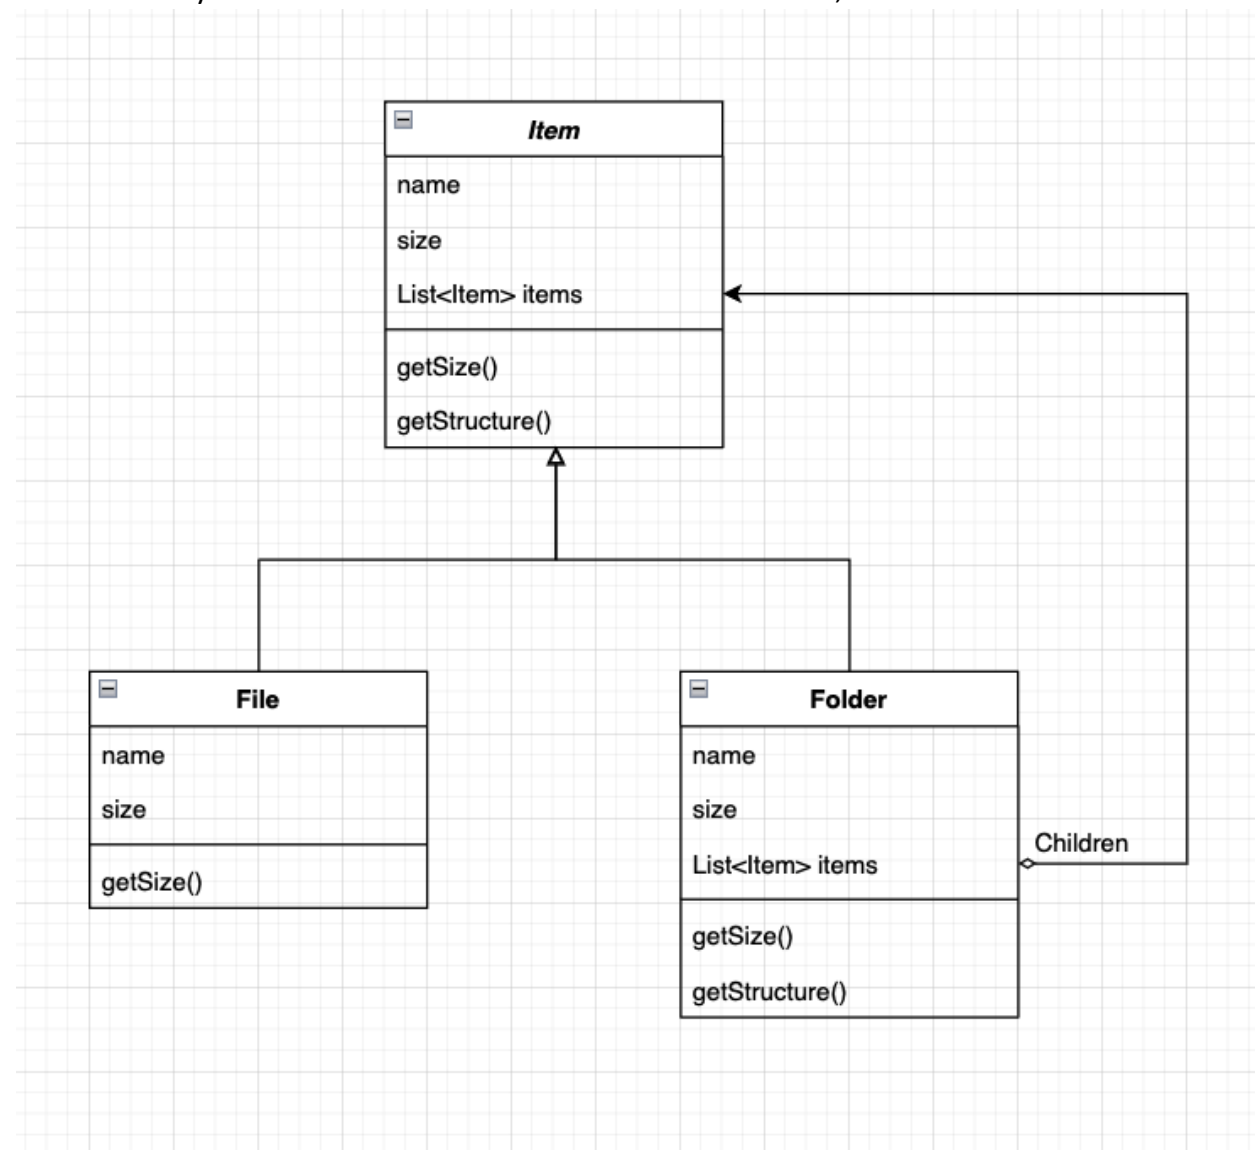 Item
name
size
List<Item> items
getSize()
getStructure()
File
name
size
getSize()
Folder
name
size
List<Item> items
getSize()
getStructure()
Children